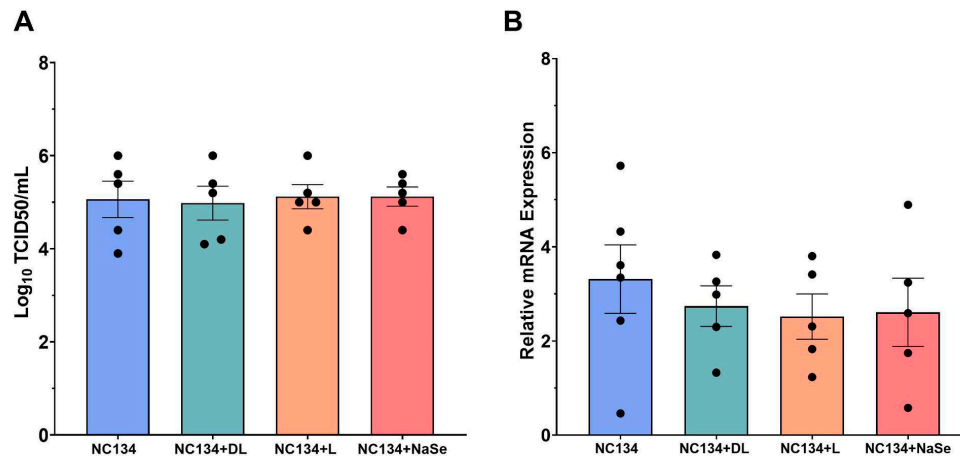 A
Log10 TCID50/mL
8
6
4
2
0
NC134 NC134+DL NC134+L NC134+NaSe
B
Relative mRNA Expression
8
6
4
2
0
NC134 NC134+DL NC134+L NC134+NaSe